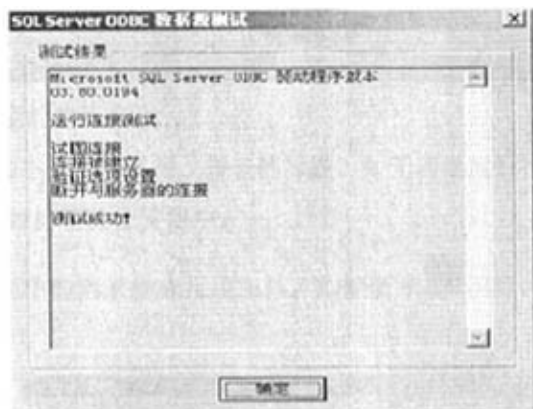 SQL Server ODBC 数据源测试
测试结果
Microsoft SQL Server ODBC 驱动程序版本
03.80.0194
运行连接测试
试图连接
连接被建立
验证选项设置
断开与服务器的连接
测试成功!
确定